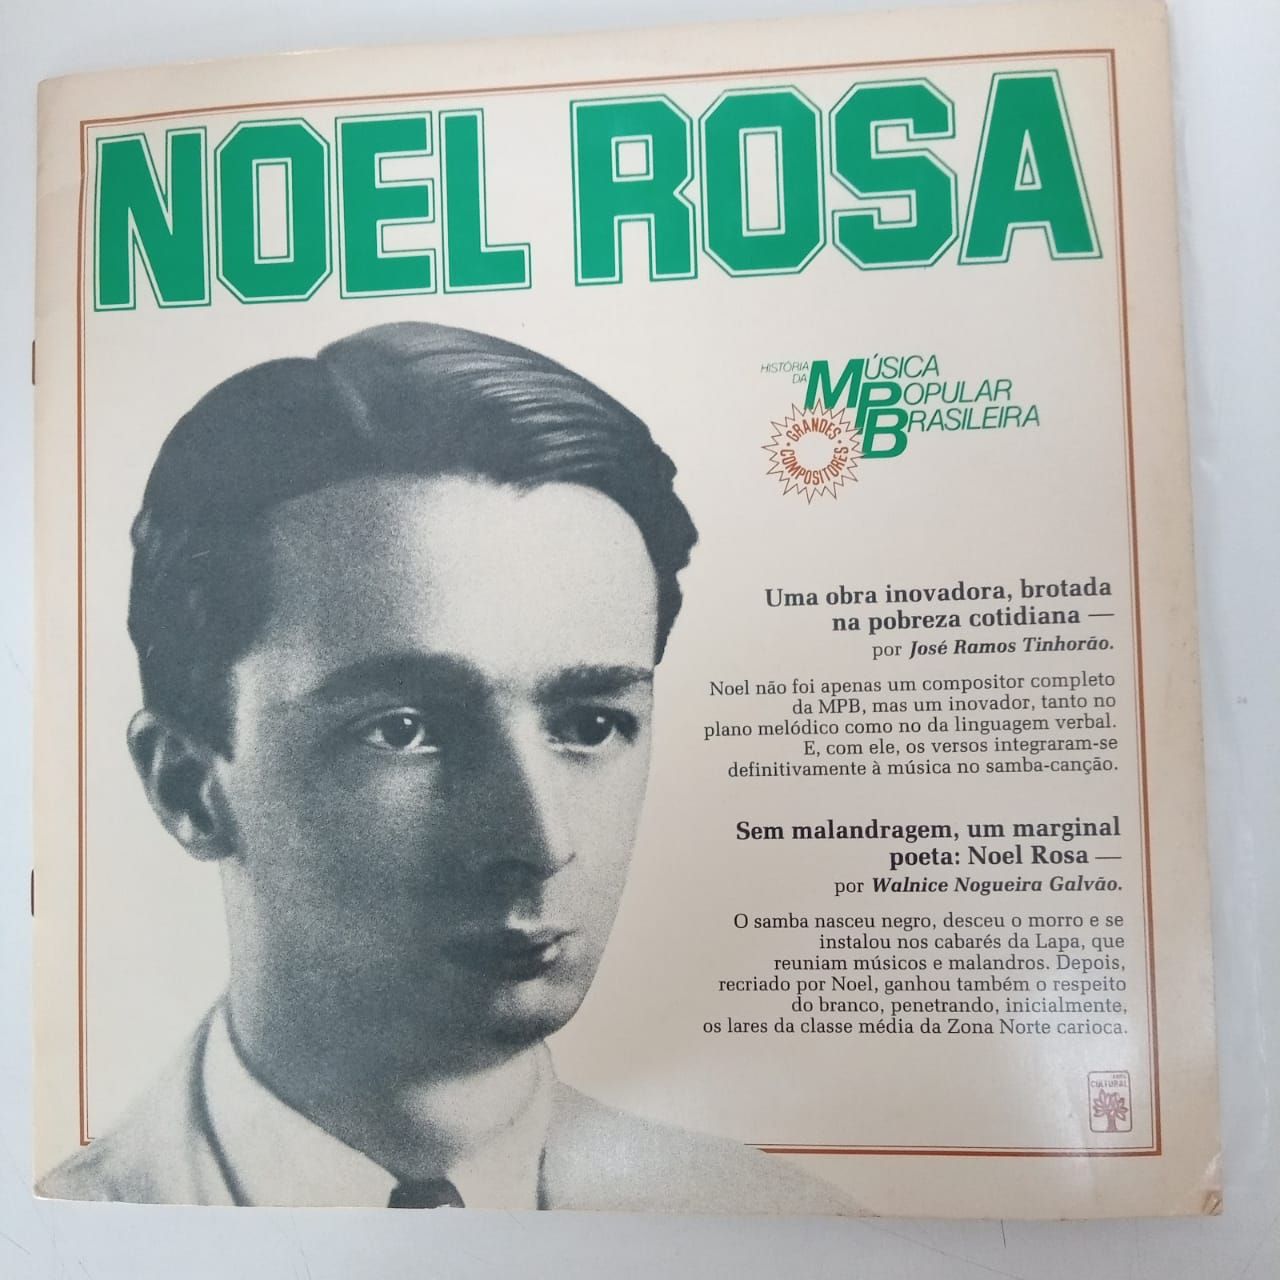 NOEL ROSA
HISTÓRIA
DA
MÚSICA
POPULAR
BRASILEIRA
GRANDES
COMPOSITORES
Uma obra inovadora, brotada
na pobreza cotidiana —
por José Ramos Tinhorão.
Noel não foi apenas um compositor completo
da MPB, mas um inovador, tanto no
plano melódico como no da linguagem verbal.
E, com ele, os versos integraram-se
definitivamente à música no samba-canção.
Sem malandragem, um marginal
poeta: Noel Rosa —
por Walnice Nogueira Galvão.
O samba nasceu negro, desceu o morro e se
instalou nos cabarés da Lapa, que
reuniam músicos e malandros. Depois,
recriado por Noel, ganhou também o respeito
do branco, penetrando, inicialmente,
os lares da classe média da Zona Norte carioca.
ABRIL
CULTURAL